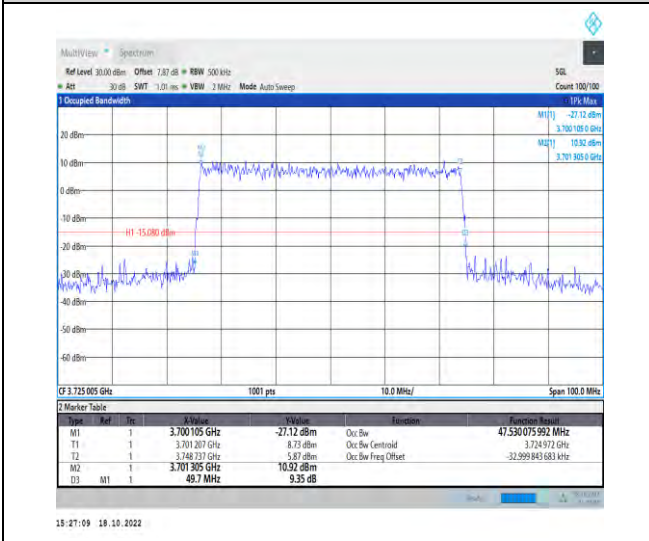 MultiView Spectrum
Ref Level 30.00 dBm Offset 7.87 dB RBW 500 kHz SGL
Att 30 dB SWT 1.01 ms VBW 2 MHz Mode Auto Sweep Count 100/100
1 Occupied Bandwidth 1Pk Max
M1[1] -27.12 dBm
3.700 105 0 GHz
M2[1] 10.92 dBm
3.701 305 0 GHz
20 dBm
10 dBm
0 dBm
-10 dBm
H1 -15.080 dBm
-20 dBm
-30 dBm
-40 dBm
-50 dBm
-60 dBm
CF 3.725 005 GHz 1001 pts 10.0 MHz/ Span 100.0 MHz
2 Marker Table
Type Ref Trc X-Value Y-Value Function Function Result
M1 1 3.700105 GHz -27.12 dBm Occ Bw 47.530 075 992 MHz
T1 1 3.701 207 GHz 8.73 dBm Occ Bw Centroid 3.724 972 GHz
T2 1 3.748 737 GHz 5.87 dBm Occ Bw Freq Offset -32.999 843 683 kHz
M2 1 3.701305 GHz 10.92 dBm
D3 M1 1 49.7 MHz 9.35 dB
15:27:09 18.10.2022